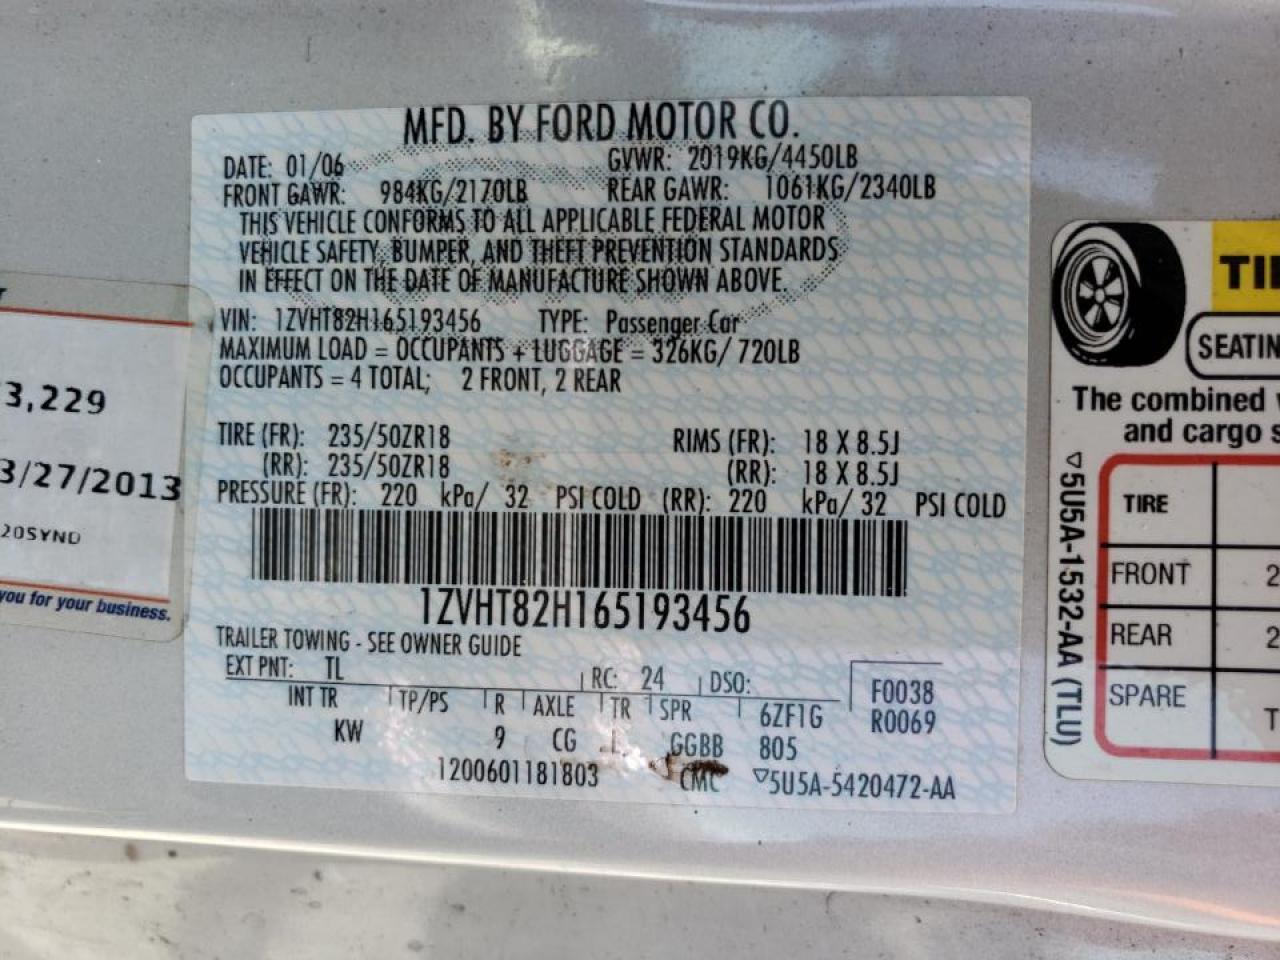 MFD. BY FORD MOTOR CO.
DATE: 01/06 GVWR: 2019KG/4450LB
FRONT GAWR: 984KG/2170LB REAR GAWR: 1061KG/2340LB
THIS VEHICLE CONFORMS TO ALL APPLICABLE FEDERAL MOTOR
VEHICLE SAFETY, BUMPER, AND THEFT PREVENTION STANDARDS
IN EFFECT ON THE DATE OF MANUFACTURE SHOWN ABOVE.
VIN: 1ZVHT82H165193456 TYPE: Passenger Car
MAXIMUM LOAD = OCCUPANTS + LUGGAGE = 326KG/ 720LB
OCCUPANTS = 4 TOTAL; 2 FRONT, 2 REAR
TIRE (FR): 235/50ZR18 RIMS (FR): 18 X 8.5J
(RR): 235/50ZR18 (RR): 18 X 8.5J
PRESSURE (FR): 220 kPa/ 32 PSI COLD (RR): 220 kPa/ 32 PSI COLD
1ZVHT82H165193456
TRAILER TOWING - SEE OWNER GUIDE
EXT PNT: TL RC: 24 DSO: F0038
INT TR TP/PS R AXLE TR SPR 6ZF1G R0069
KW 9 CG L GGBB 805
1200601181803 CMC ▽5U5A-5420472-AA
3,229
3/27/2013
20SYND
you for your business.
SEATIN
The combined
and cargo s
TIRE
FRONT 2
REAR 2
SPARE T
▽5U5A-1532-AA (TLU)